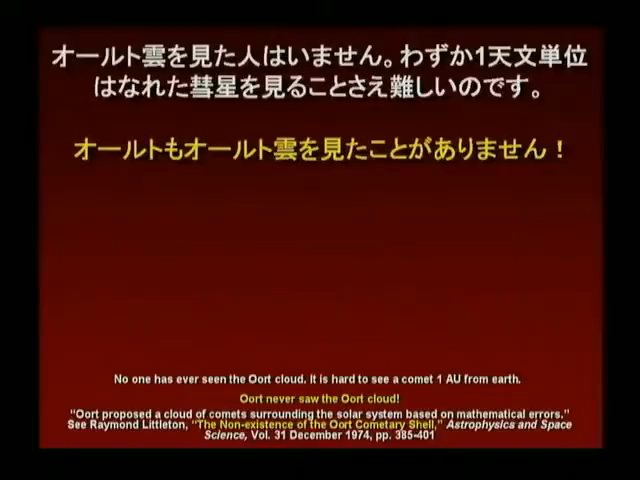 オールト雲を見た人はいません。わずか1天文単位
はなれた彗星を見ることさえ難しいのです。
オールトもオールト雲を見たことがありません！
No one has ever seen the Oort cloud. It is hard to see a comet 1 AU from earth.
Oort never saw the Oort cloud!
"Oort proposed a cloud of comets surrounding the solar system based on mathematical errors."
See Raymond Littleton, "The Non-existence of the Oort Cometary Shell," Astrophysics and Space
Science, Vol. 31 December 1974, pp. 385-401